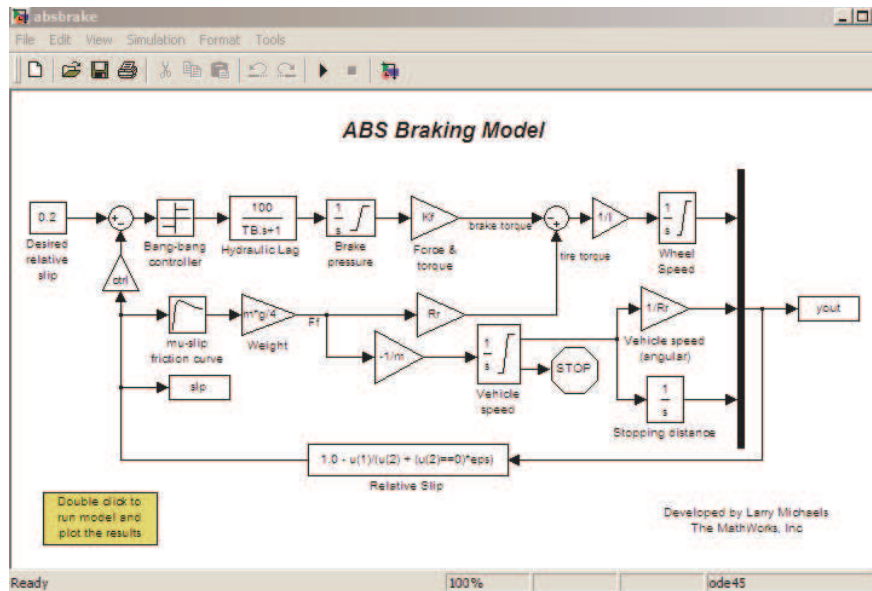 absbrake
File Edit View Simulation Format Tools
ABS Braking Model
0.2
Desired
relative
slip
Bang-bang
controller
100
TB.s+1
Hydraulic Lag
1
s
Brake
pressure
Kf
Force &
torque
brake torque
tire torque
1/I
1
s
Wheel
Speed
ctrl
mu-slip
friction curve
m*g/4
Weight
Ff
Rr
-1/m
1
s
Vehicle
speed
STOP
1/Rr
Vehicle speed
(angular)
1
s
Stopping distance
yout
slp
1.0 - u(1)/(u(2) + (u(2)==0)*eps)
Relative Slip
Double click to
run model and
plot the results
Developed by Larry Michaels
The MathWorks, Inc
Ready 100% ode45